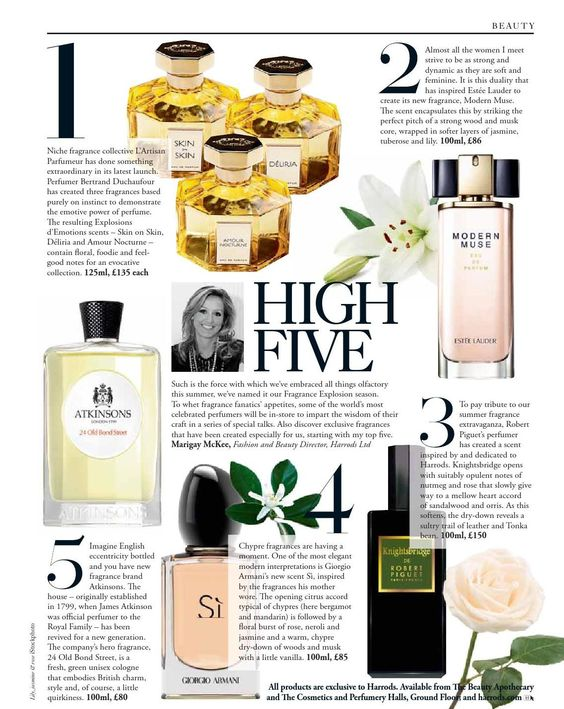 BEAUTY
1
Niche fragrance collective L'Artisan
Parfumeur has done something
extraordinary in its latest launch.
Perfumer Bertrand Duchaufour
has created three fragrances based
purely on instinct to demonstrate
the emotive power of perfume.
The resulting Explosions
d'Emotions scents – Skin on Skin,
Déliria and Amour Nocturne –
contain floral, foodie and feel-
good notes for an evocative
collection. 125ml, £135 each
SKIN
on
SKIN
DÉLIRIA
AMOUR
NOCTURNE
2
Almost all the women I meet
strive to be as strong and
dynamic as they are soft and
feminine. It is this duality that
has inspired Estée Lauder to
create its new fragrance, Modern Muse.
The scent encapsulates this by striking the
perfect pitch of a strong wood and musk
core, wrapped in softer layers of jasmine,
tuberose and lily. 100ml, £86
MODERN
MUSE
EAU
DE
PARFUM
ESTĒE LAUDER
HIGH
FIVE
Such is the force with which we've embraced all things olfactory
this summer, we've named it our Fragrance Explosion season.
To whet fragrance fanatics' appetites, some of the world's most
celebrated perfumers will be in-store to impart the wisdom of their
craft in a series of special talks. Also discover exclusive fragrances
that have been created especially for us, starting with my top five.
Marigay McKee, Fashion and Beauty Director, Harrods Ltd
ATKINSONS
LONDON 1799
24 Old Bond Street
ATKINSONS
3
To pay tribute to our
summer fragrance
extravaganza, Robert
Piguet's perfumer
has created a scent
inspired by and dedicated to
Harrods. Knightsbridge opens
with suitably opulent notes of
nutmeg and rose that slowly give
way to a mellow heart accord
of sandalwood and orris. As this
softens, the dry-down reveals a
sultry trail of leather and Tonka
bean. 100ml, £150
Knightsbridge
DE
ROBERT
PIGUET
4
Chypre fragrances are having a
moment. One of the most elegant
modern interpretations is Giorgio
Armani's new scent Sì, inspired
by the fragrances his mother
wore. The opening citrus accord
typical of chypres (here bergamot
and mandarin) is followed by a
floral burst of rose, neroli and
jasmine and a warm, chypre
dry-down of woods and musk
with a little vanilla. 100ml, £85
Sì
GIORGIO ARMANI
5
Imagine English
eccentricity bottled
and you have new
fragrance brand
Atkinsons. The
house – originally established
in 1799, when James Atkinson
was official perfumer to the
Royal Family – has been
revived for a new generation.
The company's hero fragrance,
24 Old Bond Street, is a
fresh, green unisex cologne
that embodies British charm,
style and, of course, a little
quirkiness. 100ml, £80
Lily, jasmine & rose iStockphoto
All products are exclusive to Harrods. Available from The Beauty Apothecary
and The Cosmetics and Perfumery Halls, Ground Floor; and harrods.com